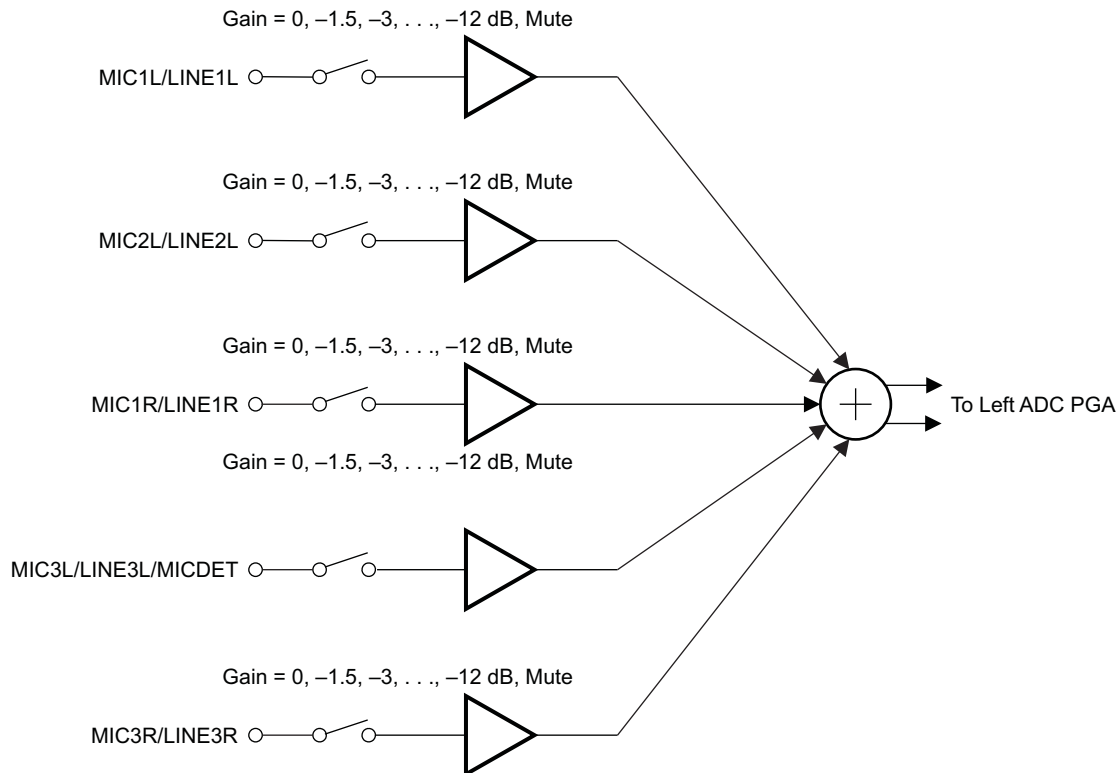 Gain = 0, –1.5, –3, . . ., –12 dB, Mute
MIC1L/LINE1L
Gain = 0, –1.5, –3, . . ., –12 dB, Mute
MIC2L/LINE2L
Gain = 0, –1.5, –3, . . ., –12 dB, Mute
MIC1R/LINE1R
To Left ADC PGA
Gain = 0, –1.5, –3, . . ., –12 dB, Mute
MIC3L/LINE3L/MICDET
Gain = 0, –1.5, –3, . . ., –12 dB, Mute
MIC3R/LINE3R